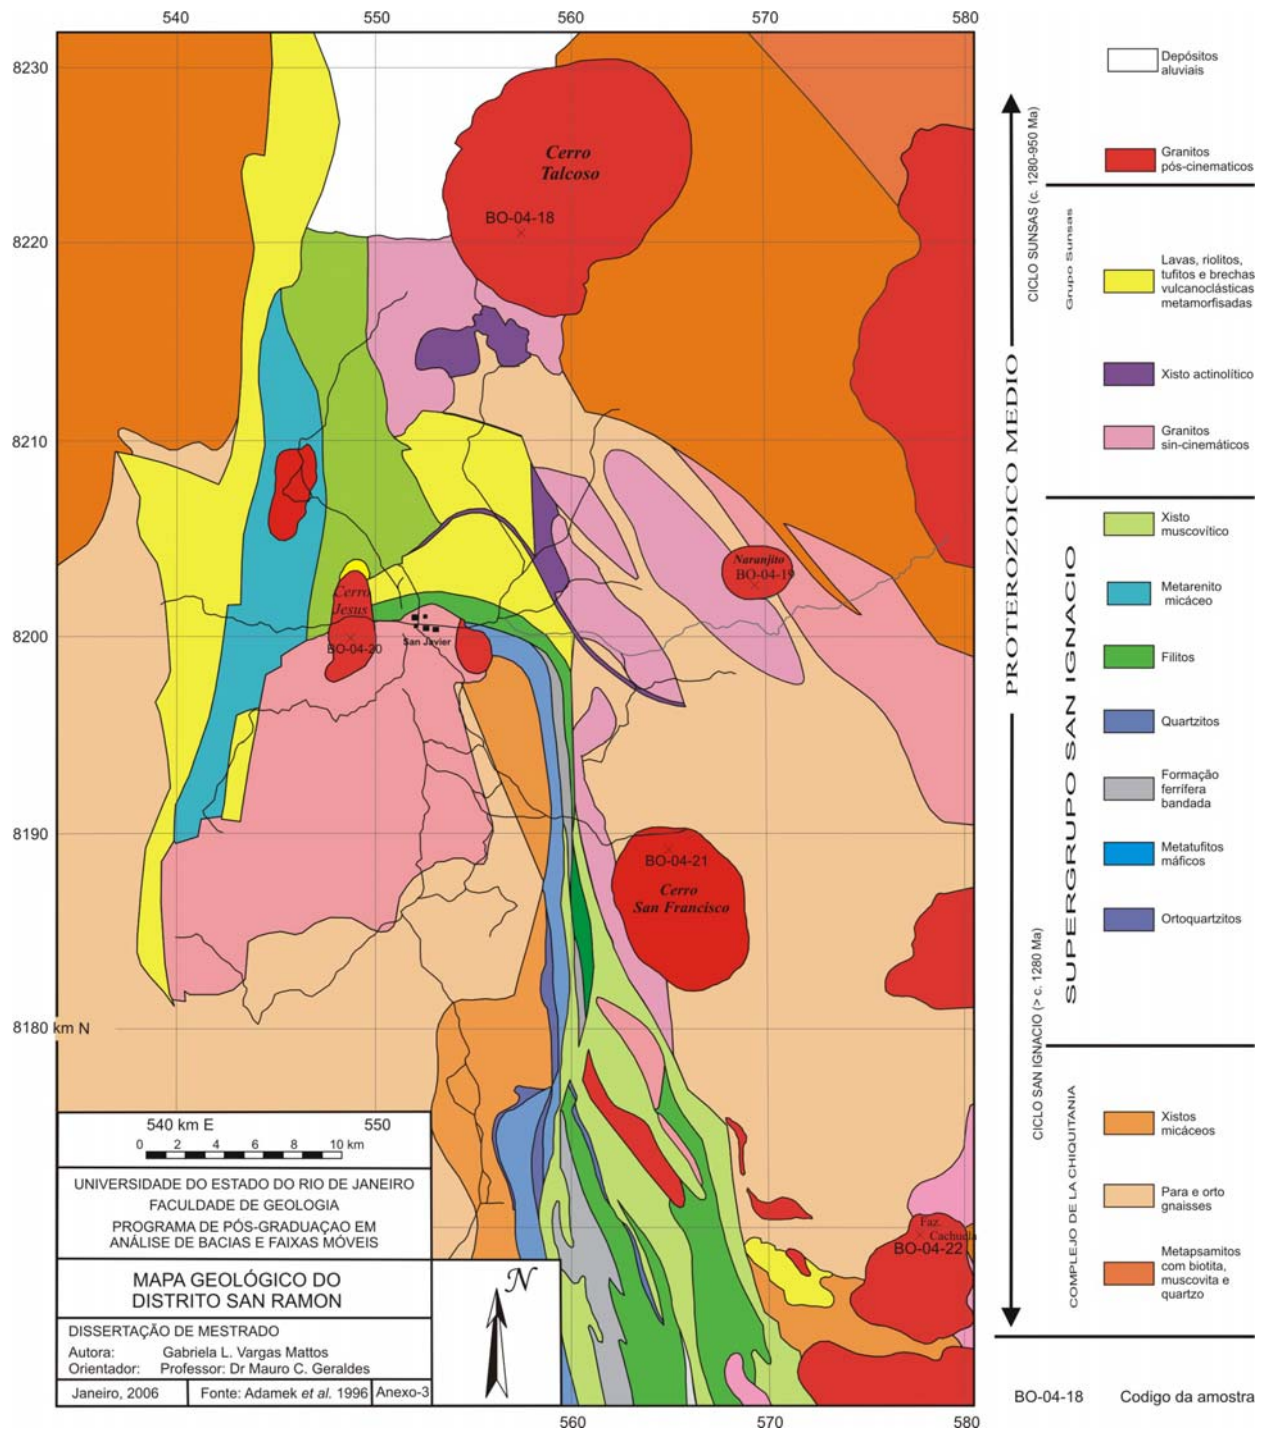 540 550 560 570 580
8230
8220
8210
8200
8190
8180 km N
Cerro
Talcoso
BO-04-18
Naranjito
BO-04-19
Cerro
Jesus
BO-04-20
San Javier
BO-04-21
Cerro
San Francisco
Faz.
Cachuela
BO-04-22
540 km E 550
0 2 4 6 8 10 km
UNIVERSIDADE DO ESTADO DO RIO DE JANEIRO
FACULDADE DE GEOLOGIA
PROGRAMA DE PÓS-GRADUAÇAO EM
ANÁLISE DE BACIAS E FAIXAS MÓVEIS
MAPA GEOLÓGICO DO
DISTRITO SAN RAMON
DISSERTAÇÃO DE MESTRADO
Autora: Gabriela L. Vargas Mattos
Orientador: Professor: Dr Mauro C. Geraldes
Janeiro, 2006 Fonte: Adamek et al. 1996 Anexo-3
N
560 570 580
PROTEROZOICO MEDIO
CICLO SUNSAS (c. 1280-950 Ma)
CICLO SAN IGNACIO (> c. 1280 Ma)
Grupo Sunsas
SUPERGRUPO SAN IGNACIO
COMPLEJO DE LA CHIQUITANIA
Depósitos
aluviais
Granitos
pós-cinematicos
Lavas, riolitos,
tufitos e brechas
vulcanoclásticas
metamorfisadas
Xisto actinolítico
Granitos
sin-cinemáticos
Xisto
muscovítico
Metarenito
micáceo
Filitos
Quartzitos
Formação
ferrífera
bandada
Metatufitos
máficos
Ortoquartzitos
Xistos
micáceos
Para e orto
gnaisses
Metapsamitos
com biotita,
muscovita e
quartzo
BO-04-18 Codigo da amostra